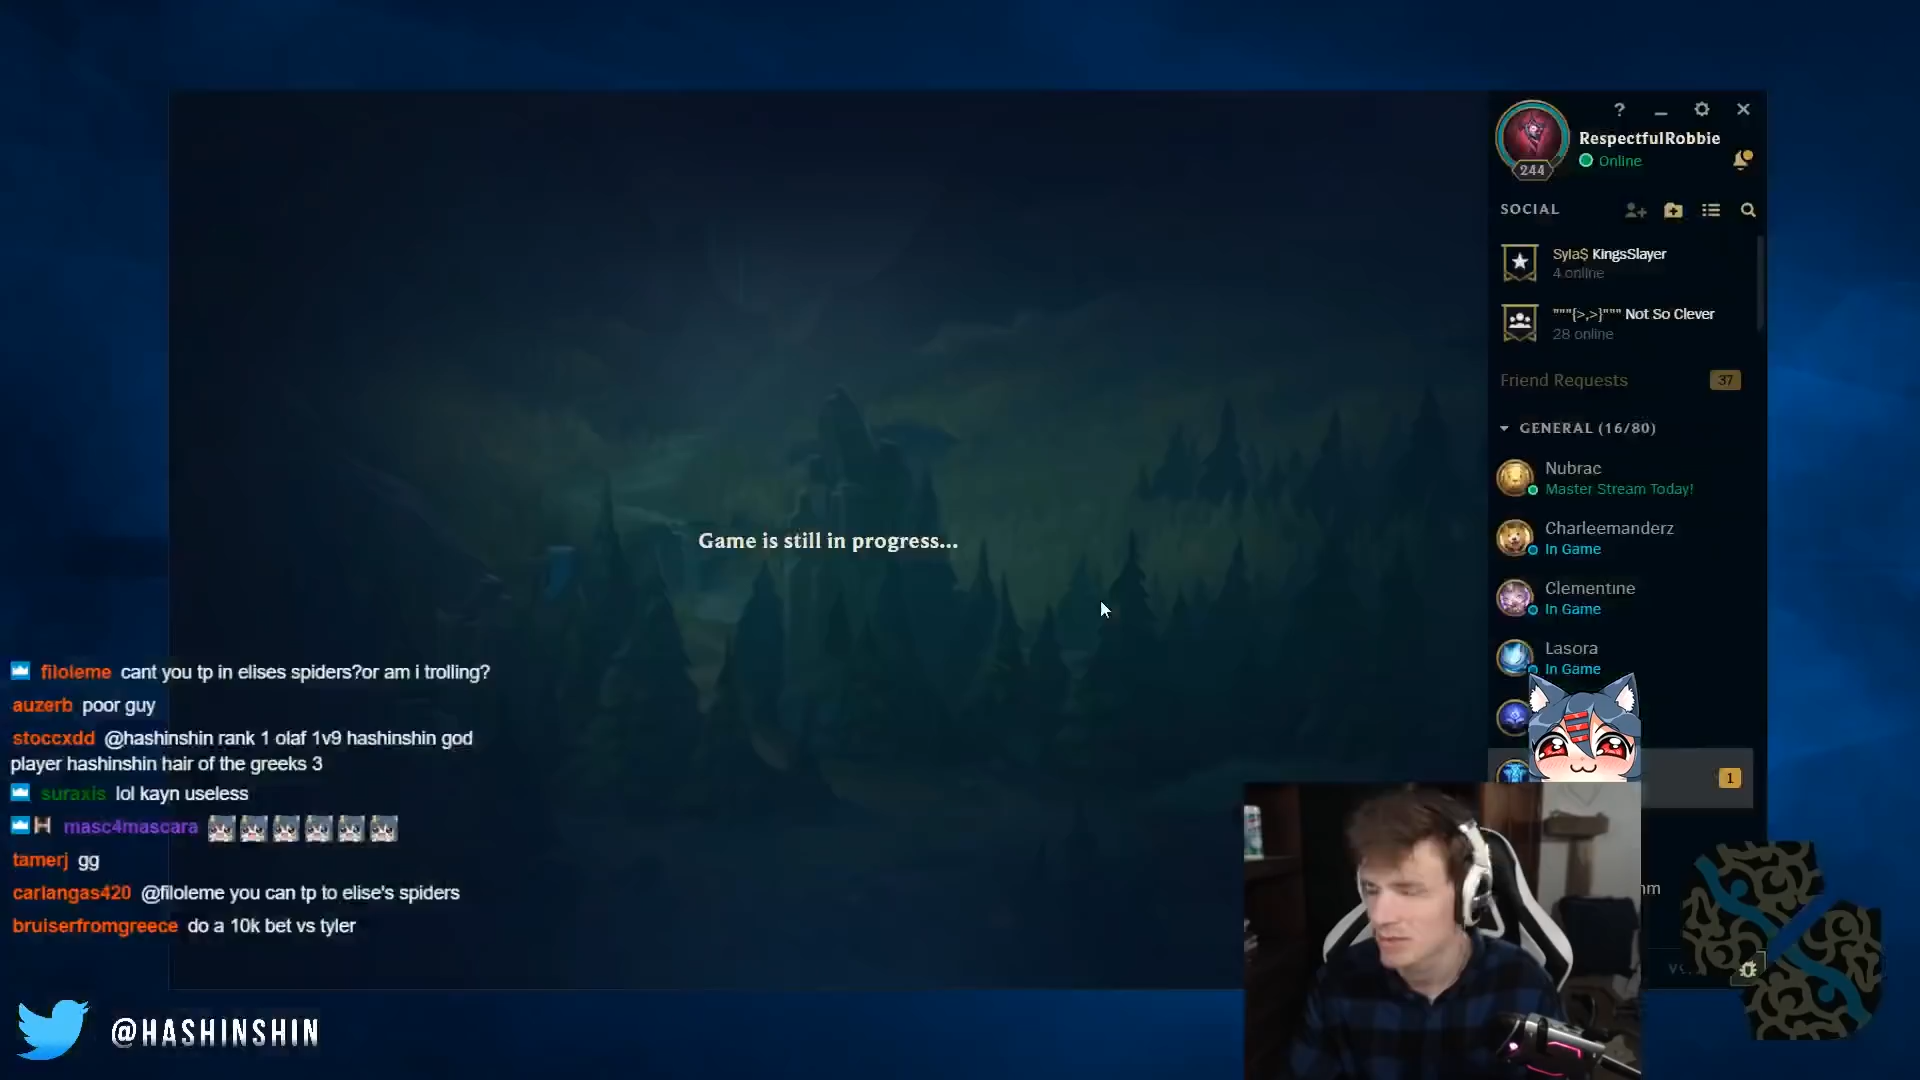 RespectfulRobbie
Online
244
SOCIAL
Syla$ KingsSlayer
4 online
"""[>,>]""" Not So Clever
28 online
Friend Requests 37
GENERAL (16/80)
Nubrac
Master Stream Today!
Charleemanderz
In Game
Clementine
In Game
Lasora
In Game
1
Game is still in progress...
filoleme cant you tp in elises spiders?or am i trolling?
auzerb poor guy
stoccxdd @hashinshin rank 1 olaf 1v9 hashinshin god
player hashinshin hair of the greeks 3
suraxis lol kayn useless
masc4mascara
tamerj gg
carlangas420 @filoleme you can tp to elise's spiders
bruiserfromgreece do a 10k bet vs tyler
@HASHINSHIN